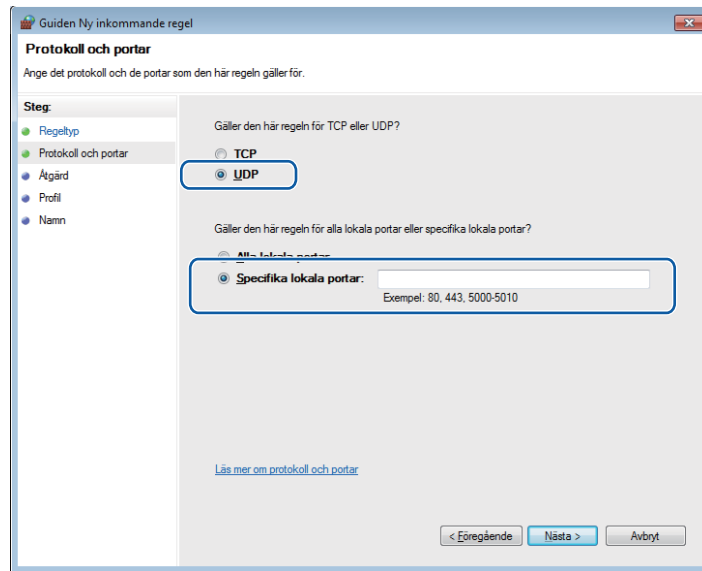 Guiden Ny inkommande regel
Protokoll och portar
Ange det protokoll och de portar som den här regeln gäller för.
Steg:
Regeltyp
Protokoll och portar
Åtgärd
Profil
Namn
Gäller den här regeln för TCP eller UDP?
TCP
UDP
Gäller den här regeln för alla lokala portar eller specifika lokala portar?
Alla lokala portar
Specifika lokala portar:
Exempel: 80, 443, 5000-5010
Läs mer om protokoll och portar
< Föregående
Nästa >
Avbryt